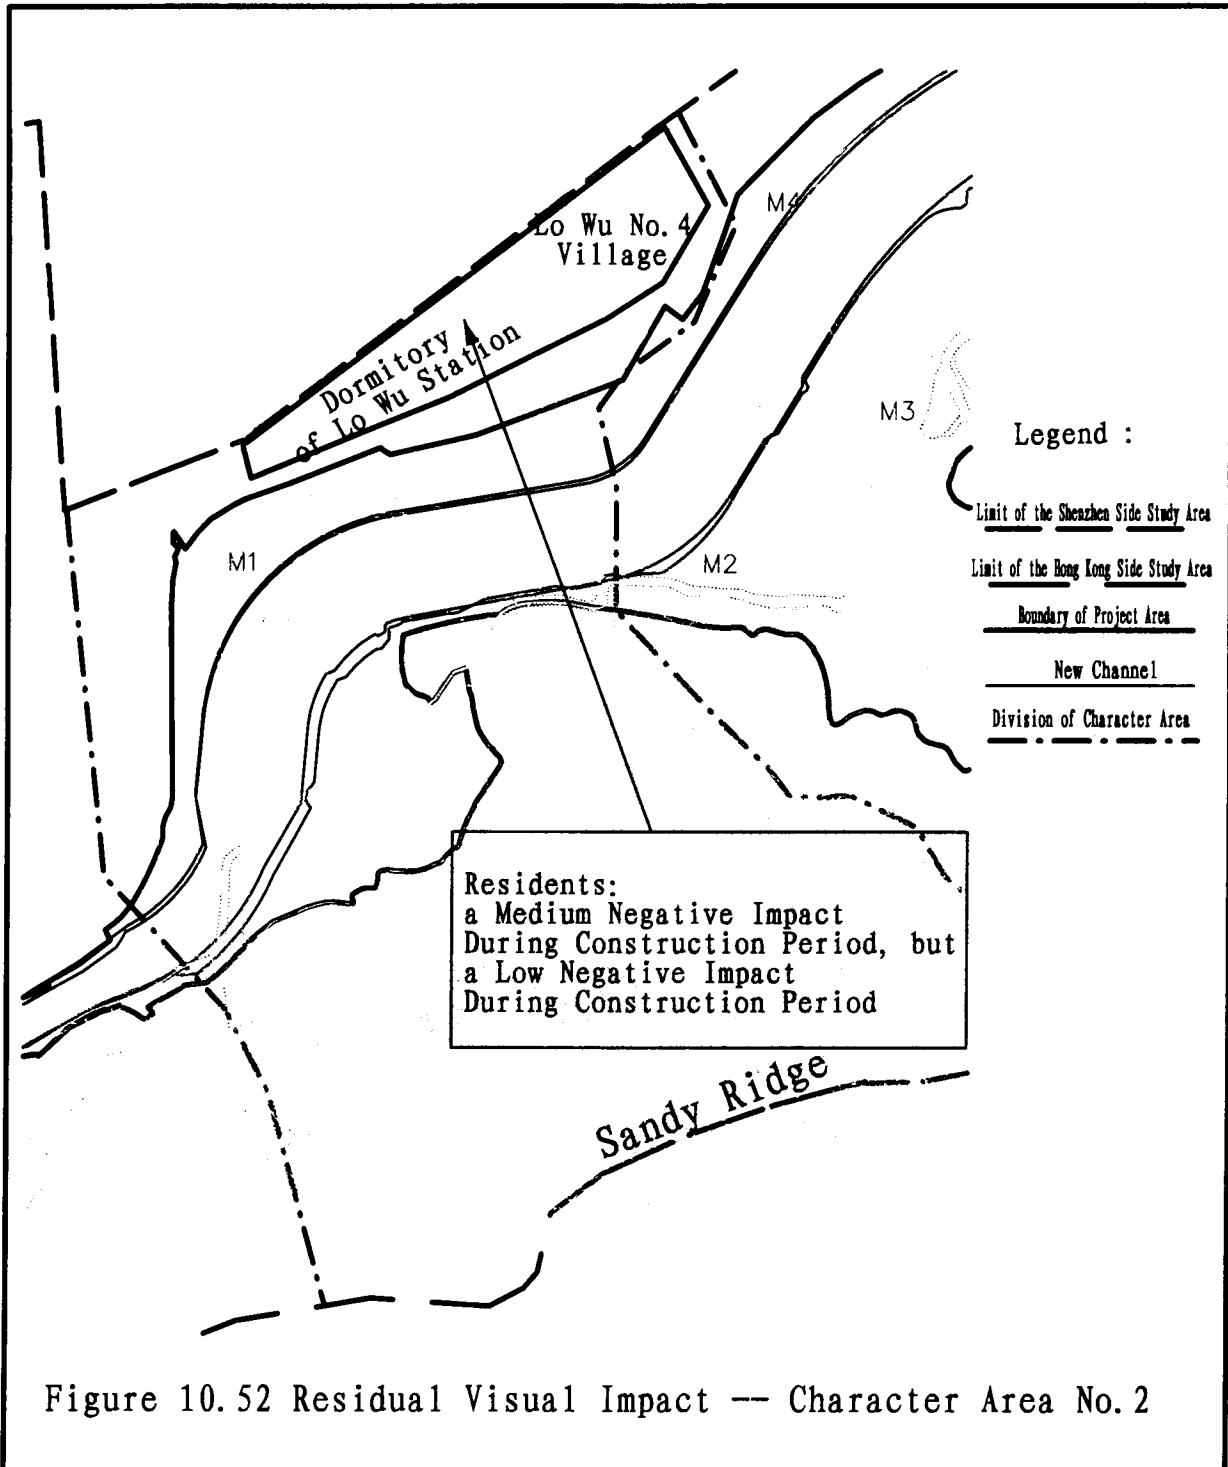 M4
Lo Wu No. 4
Village
Dormitory
of Lo Wu Station
M3
Legend :
Limit of the Shenzhen Side Study Area
M1
M2
Limit of the Hong Kong Side Study Area
Boundary of Project Area
New Channel
Division of Character Area
Residents:
a Medium Negative Impact
During Construction Period, but
a Low Negative Impact
During Construction Period
Sandy Ridge
Figure 10.52 Residual Visual Impact -- Character Area No. 2